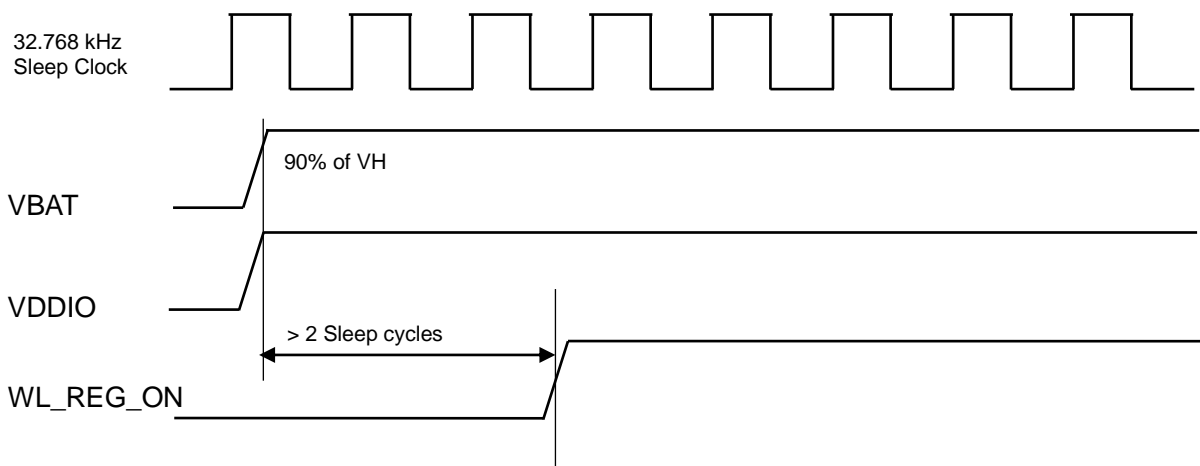 32.768 kHz
Sleep Clock
90% of VH
VBAT
VDDIO
> 2 Sleep cycles
WL_REG_ON